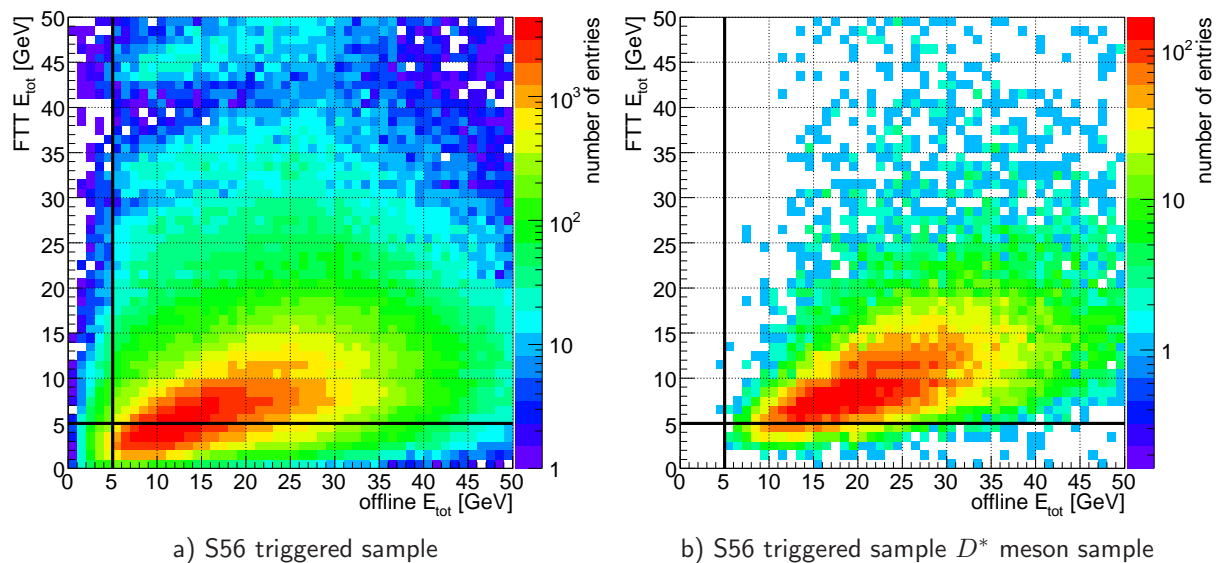 FTT E_tot [GeV]
50
45
40
35
30
25
20
15
10
5
0
0 5 10 15 20 25 30 35 40 45 50
offline E_tot [GeV]
10^3
10^2
10
1
number of entries
a) S56 triggered sample
FTT E_tot [GeV]
50
45
40
35
30
25
20
15
10
5
0
0 5 10 15 20 25 30 35 40 45 50
offline E_tot [GeV]
10^2
10
1
number of entries
b) S56 triggered sample D* meson sample